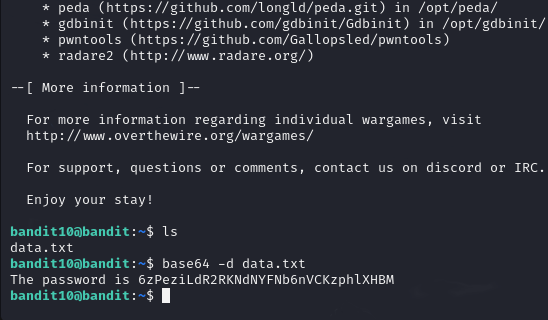 * peda (https://github.com/longld/peda.git) in /opt/peda/
* gdbinit (https://github.com/gdbinit/Gdbinit) in /opt/gdbinit/
* pwntools (https://github.com/Gallopsled/pwntools)
* radare2 (http://www.radare.org/)
--[ More information ]--
For more information regarding individual wargames, visit
http://www.overthewire.org/wargames/
For support, questions or comments, contact us on discord or IRC.
Enjoy your stay!
bandit10@bandit:~$ ls
data.txt
bandit10@bandit:~$ base64 -d data.txt
The password is 6zPeziLdR2RKNdNYFNb6nVCKzphlXHBM
bandit10@bandit:~$